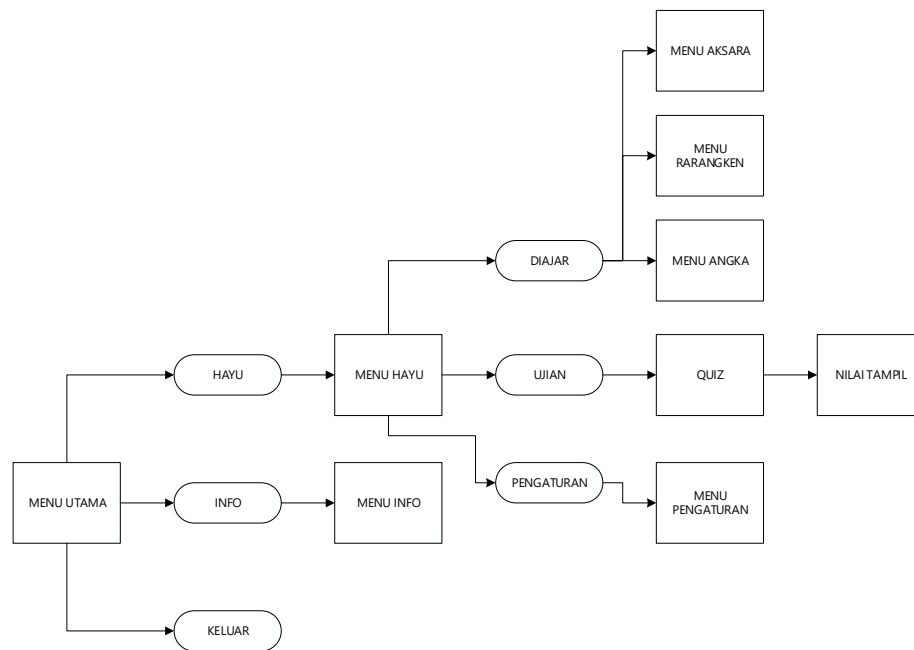 MENU AKSARA
MENU
RARANGKEN
DIAJAR
MENU ANGKA
HAYU
MENU HAYU
UJIAN
QUIZ
NILAI TAMPIL
MENU UTAMA
INFO
MENU INFO
PENGATURAN
MENU
PENGATURAN
KELUAR